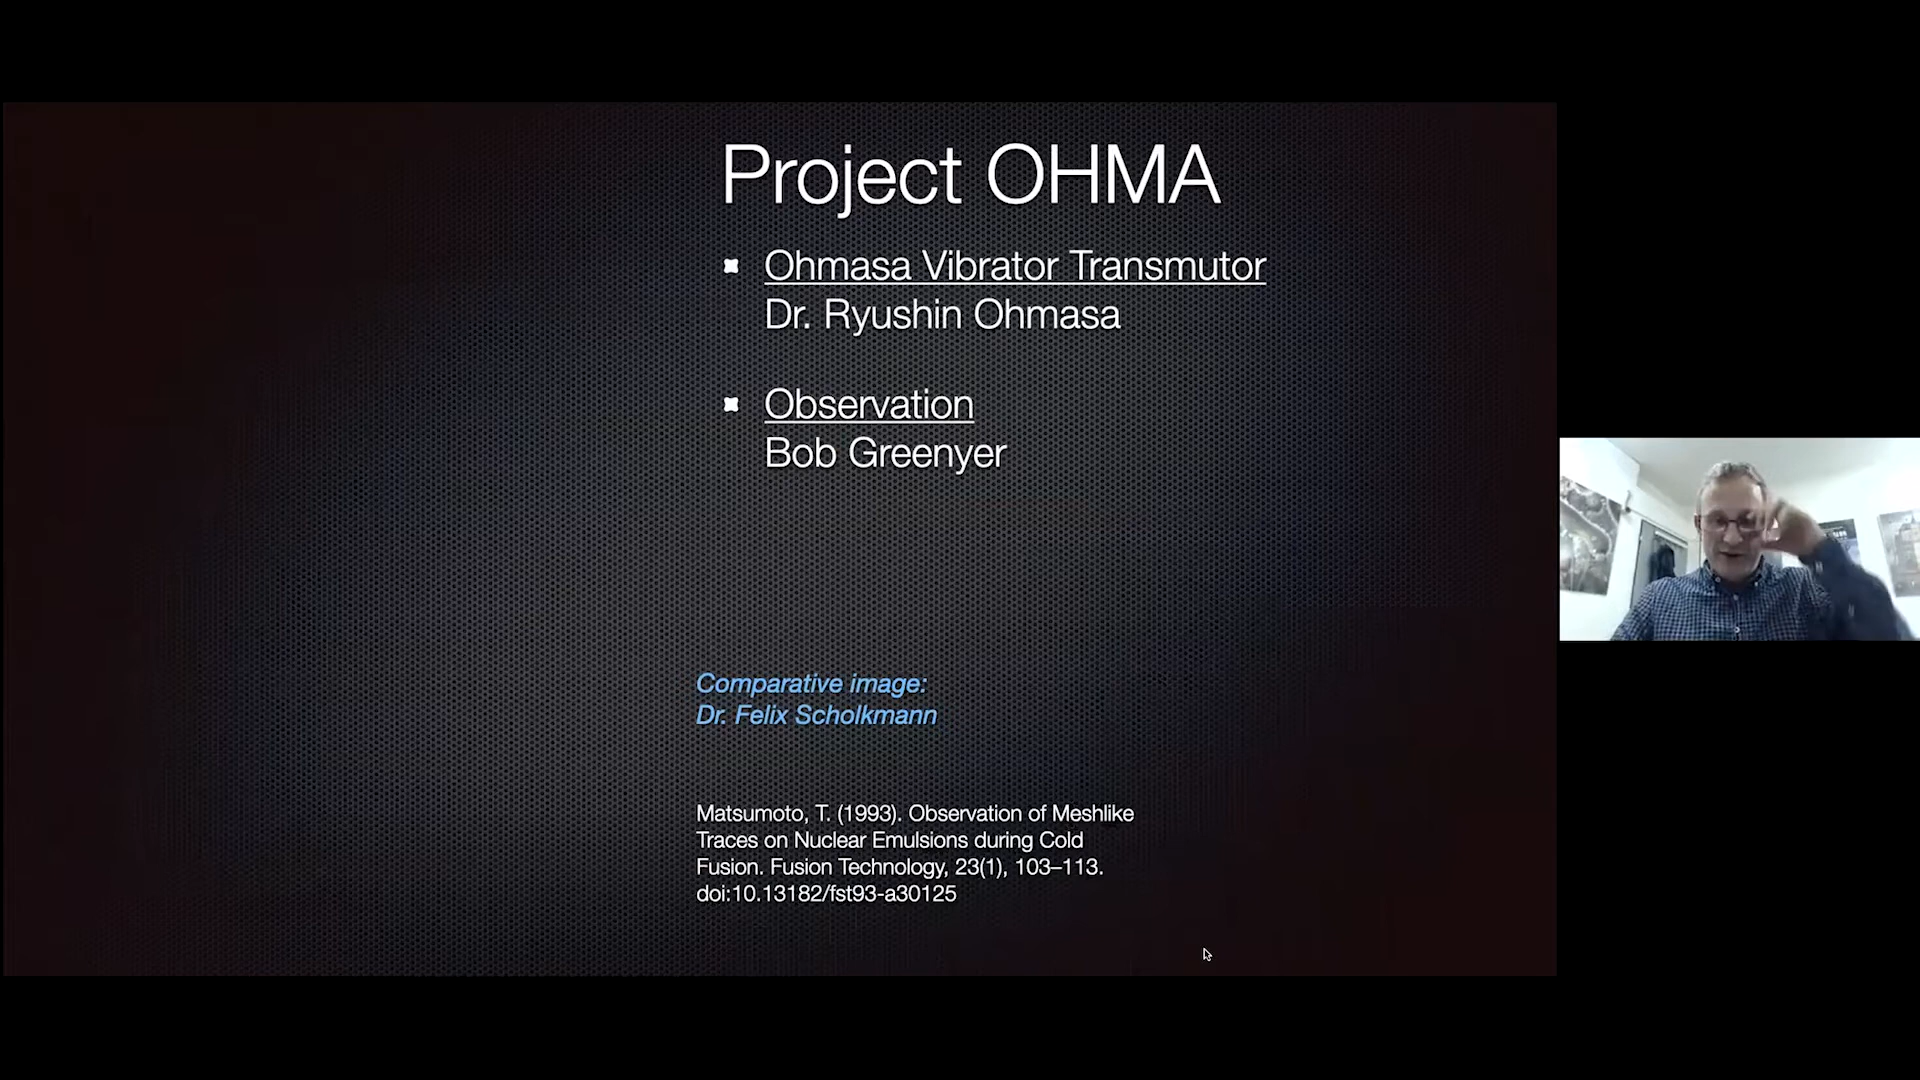 Project OHMA
Ohmasa Vibrator Transmutor
Dr. Ryushin Ohmasa
Observation
Bob Greenyer
Comparative image:
Dr. Felix Scholkmann
Matsumoto, T. (1993). Observation of Meshlike
Traces on Nuclear Emulsions during Cold
Fusion. Fusion Technology, 23(1), 103–113.
doi:10.13182/fst93-a30125